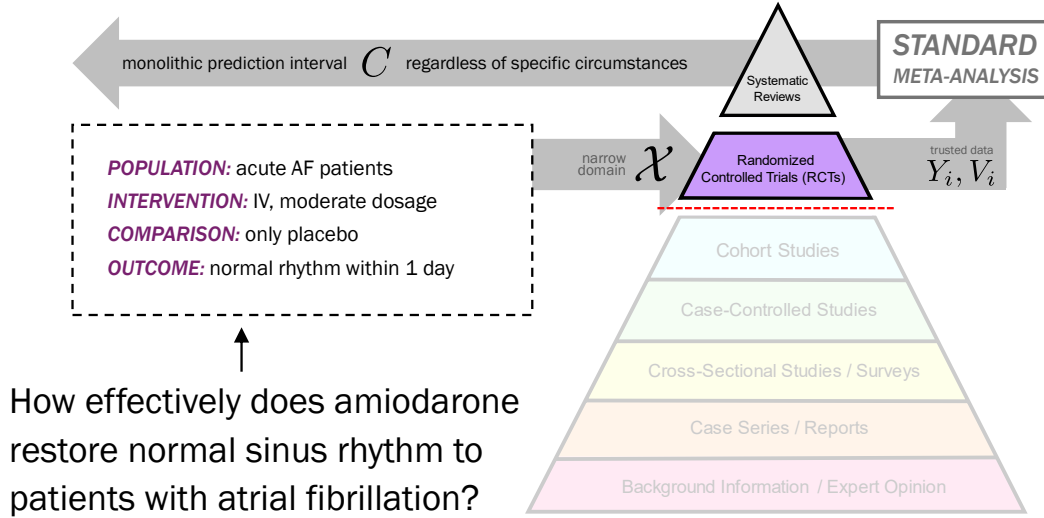 monolithic prediction interval C regardless of specific circumstances
STANDARD
META-ANALYSIS
Systematic
Reviews
POPULATION: acute AF patients
INTERVENTION: IV, moderate dosage
COMPARISON: only placebo
OUTCOME: normal rhythm within 1 day
narrow
domain 𝒳
Randomized
Controlled Trials (RCTs)
trusted data
Yᵢ, Vᵢ
Cohort Studies
Case-Controlled Studies
Cross-Sectional Studies / Surveys
Case Series / Reports
Background Information / Expert Opinion
How effectively does amiodarone
restore normal sinus rhythm to
patients with atrial fibrillation?